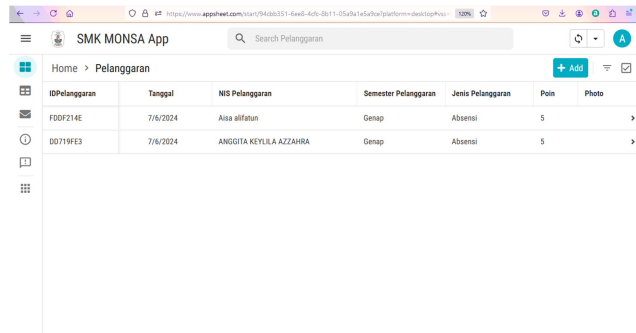 https://www.appsheet.com/start/94cbb351-6ee8-4cfc-8b11-05a9a1e5a9ce?platform=desktop#vss=
120%
SMK MONSA App
Search Pelanggaran
A
Home > Pelanggaran
+ Add
IDPelanggaran Tanggal NIS Pelanggaran Semester Pelanggaran Jenis Pelanggaran Poin Photo
FDDF214E 7/6/2024 Aisa alifatun Genap Absensi 5
DD719FE3 7/6/2024 ANGGITA KEYLILA AZZAHRA Genap Absensi 5